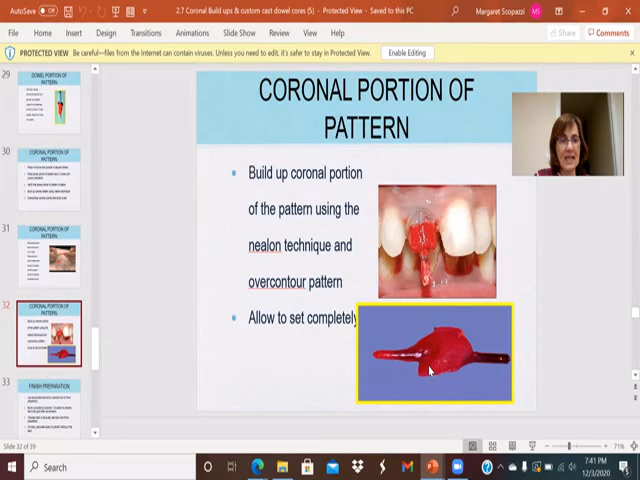 AutoSave Off
2.7 Coronal Build ups & custom cast dowel cores (5) - Protected View - Saved to this PC
Margaret Scopazzi
MS
File Home Insert Design Transitions Animations Slide Show Review View Help
Share
Comments
PROTECTED VIEW
Be careful—files from the Internet can contain viruses. Unless you need to edit, it's safer to stay in Protected View.
Enable Editing
29
DOWEL PORTION OF
PATTERN
30
CORONAL PORTION OF
PATTERN
31
CORONAL PORTION OF
PATTERN
32
CORONAL PORTION OF
PATTERN
33
FINISH PREPARATION
CORONAL PORTION OF
PATTERN
• Build up coronal portion
of the pattern using the
nealon technique and
overcontour pattern
• Allow to set completely
Slide 32 of 39
71%
Search
7:41 PM
12/3/2020